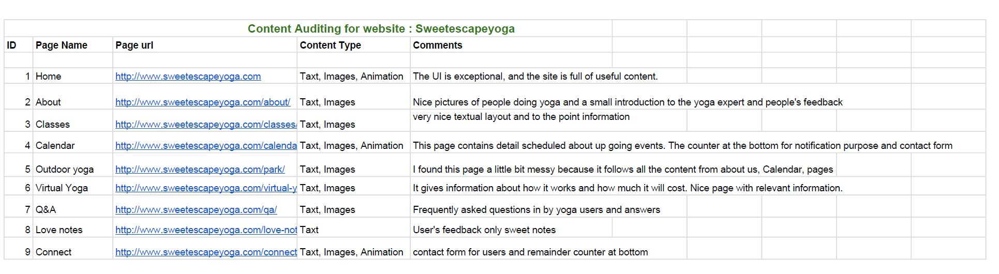 Content Auditing for website : Sweetescapeyoga
ID Page Name Page url Content Type Comments
1 Home http://www.sweetescapeyoga.com Taxt, Images, Animation The UI is exceptional, and the site is full of useful content.
2 About http://www.sweetescapeyoga.com/about/ Taxt, Images Nice pictures of people doing yoga and a small introduction to the yoga expert and people's feedback
3 Classes http://www.sweetescapeyoga.com/classes/ Taxt, Images very nice textual layout and to the point information
4 Calendar http://www.sweetescapeyoga.com/calenda Taxt, Images, Animation This page contains detail scheduled about up going events. The counter at the bottom for notification purpose and contact form
5 Outdoor yoga http://www.sweetescapeyoga.com/park/ Taxt, Images I found this page a little bit messy because it follows all the content from about us, Calendar, pages
6 Virtual Yoga http://www.sweetescapeyoga.com/virtual-y Taxt, Images It gives information about how it works and how much it will cost. Nice page with relevant information.
7 Q&A http://www.sweetescapeyoga.com/qa/ Taxt, Images Frequently asked questions in by yoga users and answers
8 Love notes http://www.sweetescapeyoga.com/love-not Taxt User's feedback only sweet notes
9 Connect http://www.sweetescapeyoga.com/connect Taxt, Images, Animation contact form for users and remainder counter at bottom